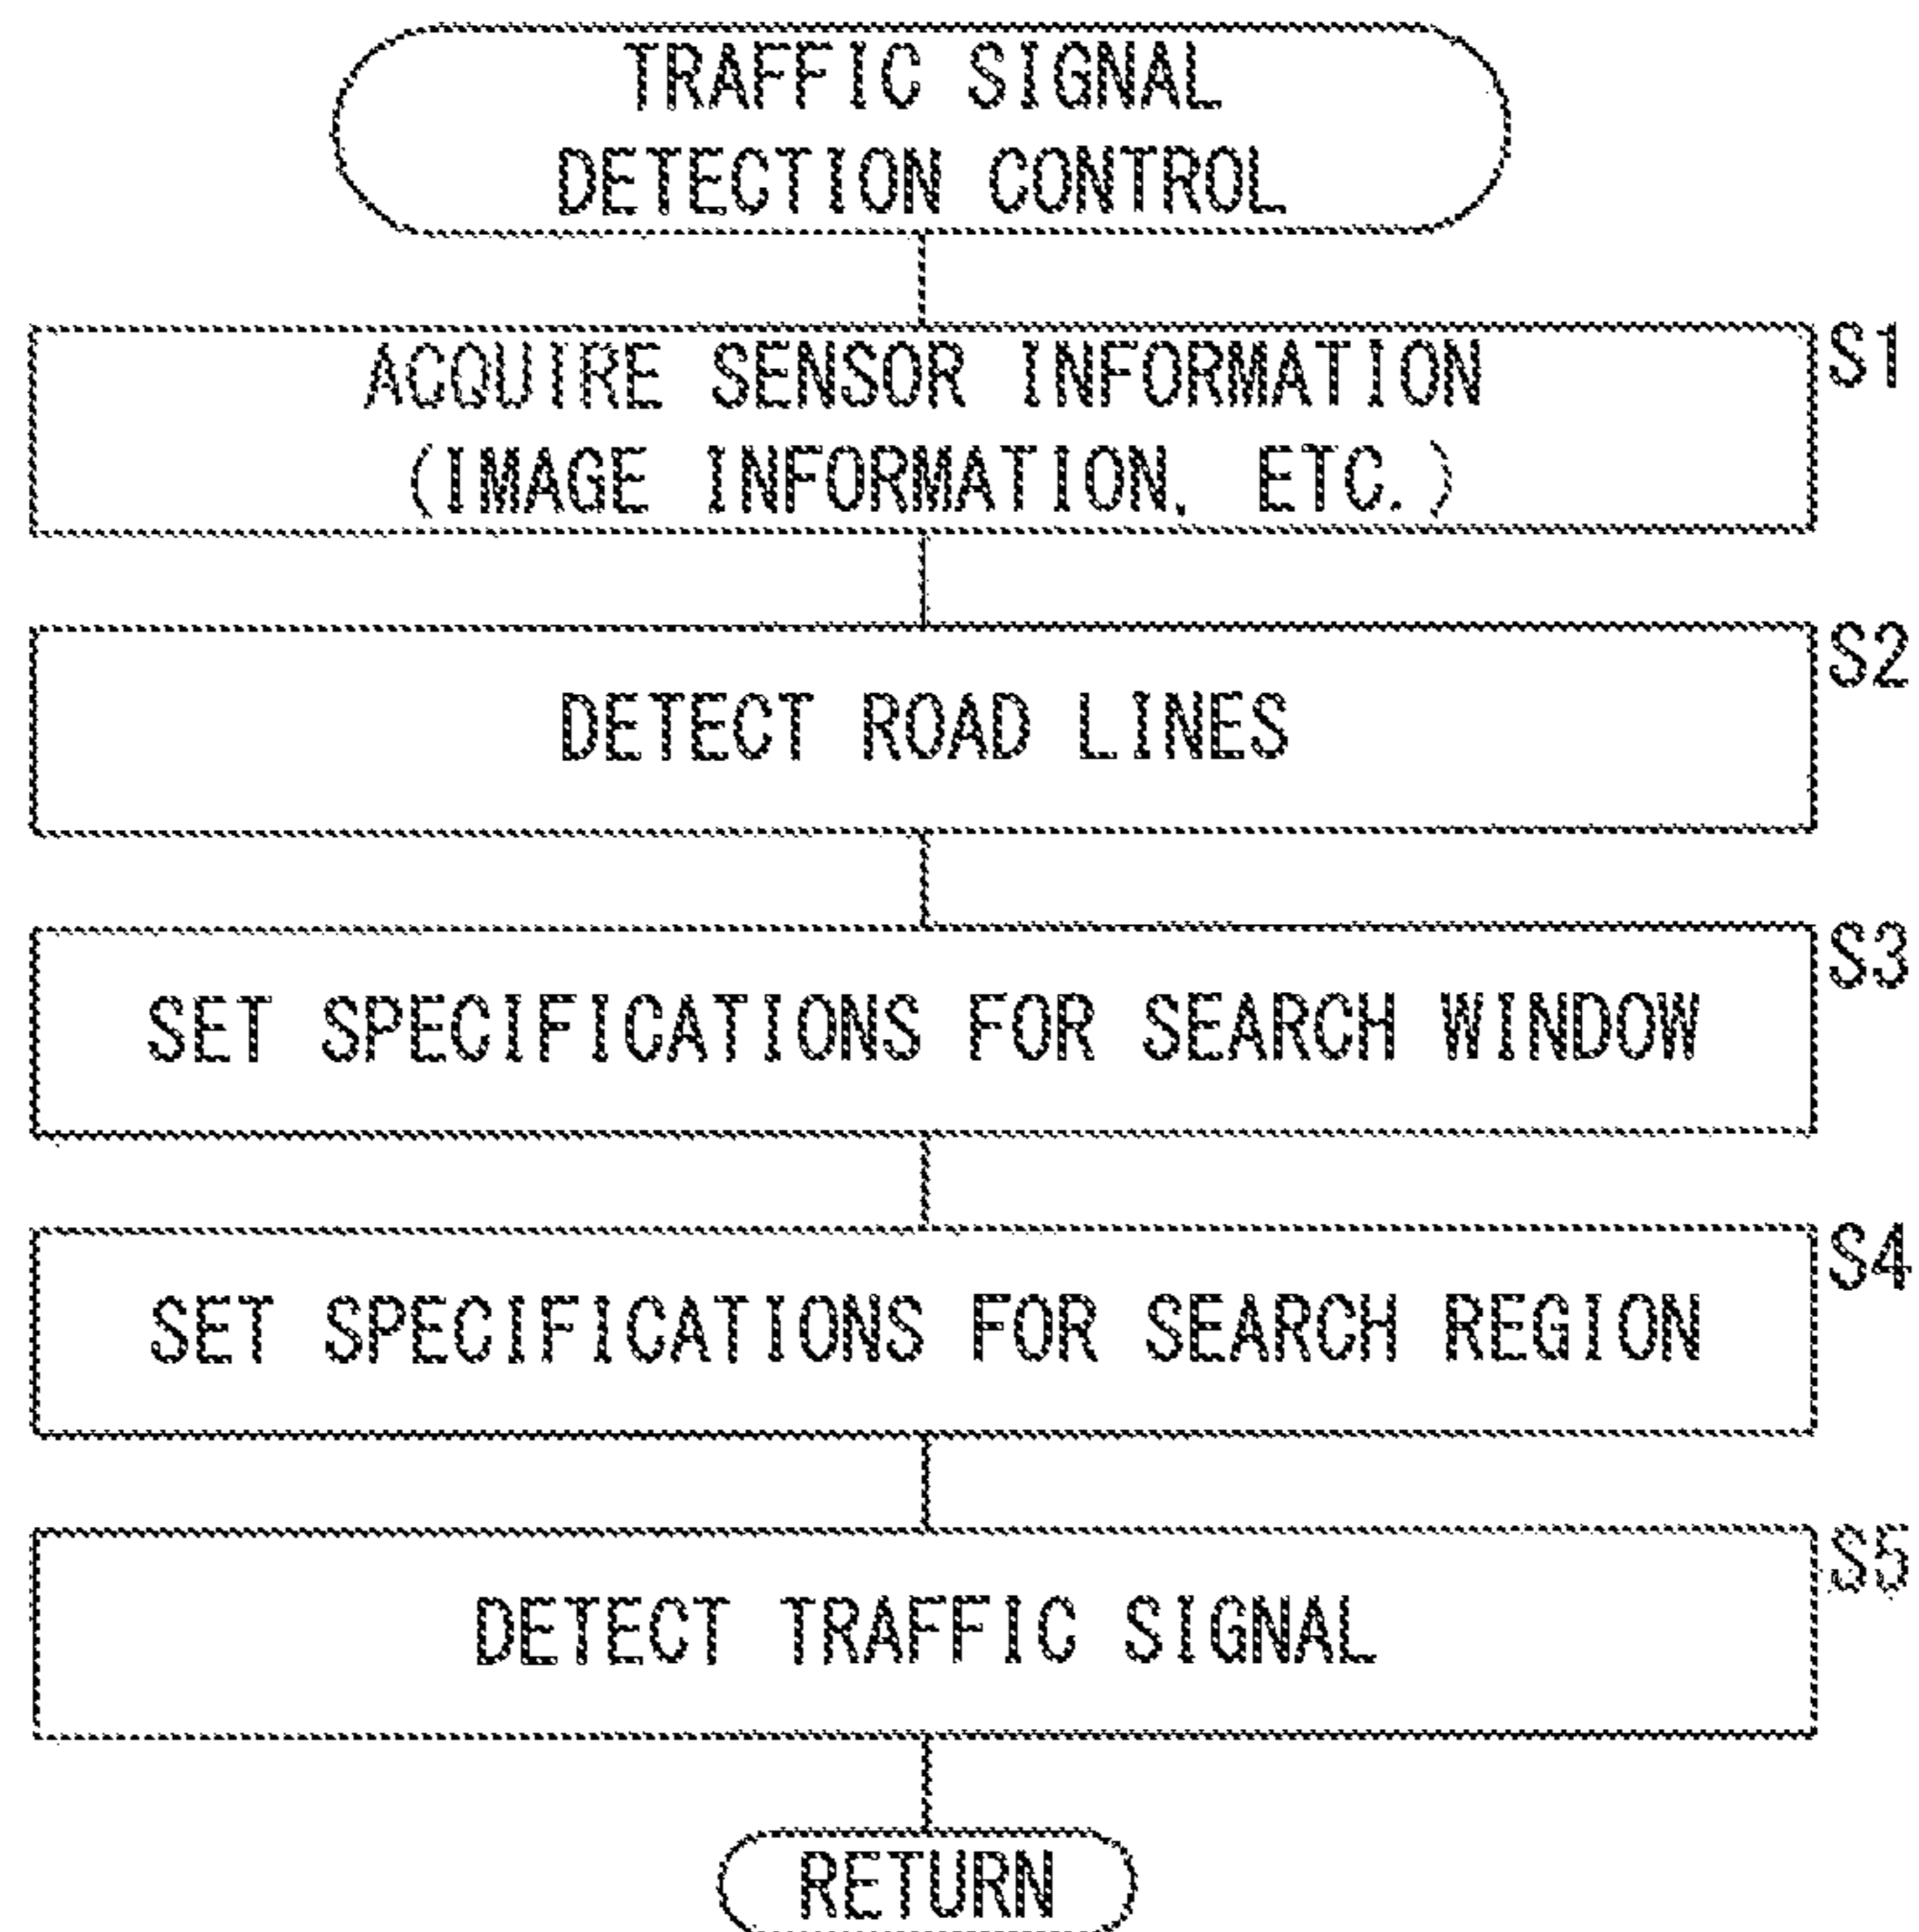 TRAFFIC SIGNAL
DETECTION CONTROL
ACQUIRE SENSOR INFORMATION
(IMAGE INFORMATION, ETC.)
S1
DETECT ROAD LINES
S2
SET SPECIFICATIONS FOR SEARCH WINDOW
S3
SET SPECIFICATIONS FOR SEARCH REGION
S4
DETECT TRAFFIC SIGNAL
S5
RETURN